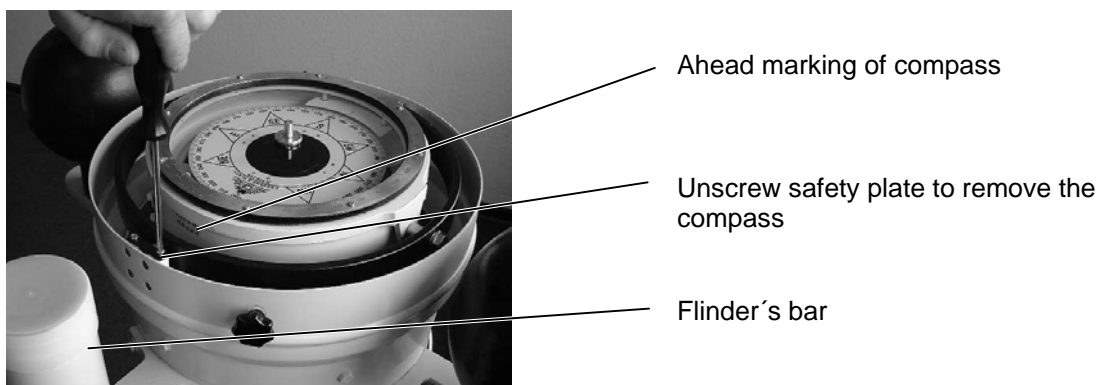 Ahead marking of compass
Unscrew safety plate to remove the
compass
Flinder´s bar